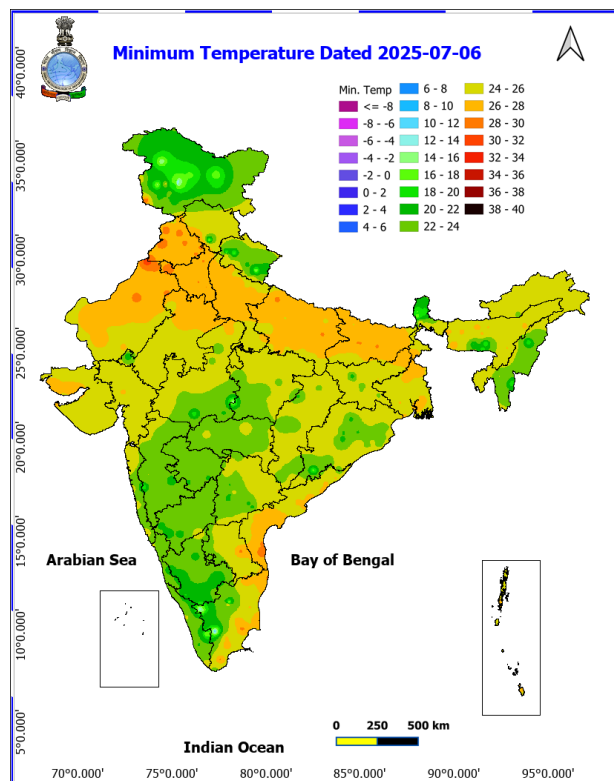 Minimum Temperature Dated 2025-07-06
Min. Temp
<= -8
-8 - -6
-6 - -4
-4 - -2
-2 - 0
0 - 2
2 - 4
4 - 6
6 - 8
8 - 10
10 - 12
12 - 14
14 - 16
16 - 18
18 - 20
20 - 22
22 - 24
24 - 26
26 - 28
28 - 30
30 - 32
32 - 34
34 - 36
36 - 38
38 - 40
40°0.000'
35°0.000'
30°0.000'
25°0.000'
20°0.000'
15°0.000'
10°0.000'
5°0.000'
Arabian Sea
Bay of Bengal
0 250 500 km
Indian Ocean
70°0.000' 75°0.000' 80°0.000' 85°0.000' 90°0.000' 95°0.000'